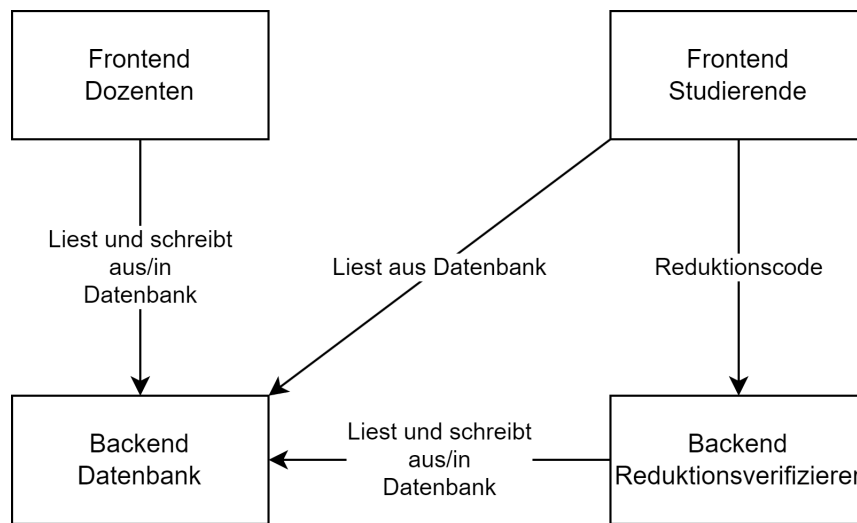 Frontend
Dozenten
Frontend
Studierende
Liest und schreibt
aus/in
Datenbank
Liest aus Datenbank
Reduktionscode
Backend
Datenbank
Liest und schreibt
aus/in
Datenbank
Backend
Reduktionsverifizierer